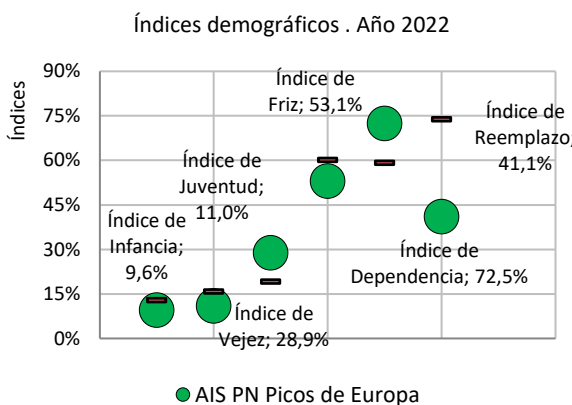 Índices demográficos . Año 2022
Índices
90%
75%
60%
45%
30%
15%
0%
Índice de
Infancia;
9,6%
Índice de
Juventud;
11,0%
Índice de
Vejez; 28,9%
Índice de
Friz; 53,1%
Índice de
Dependencia; 72,5%
Índice de
Reemplazo;
41,1%
AIS PN Picos de Europa